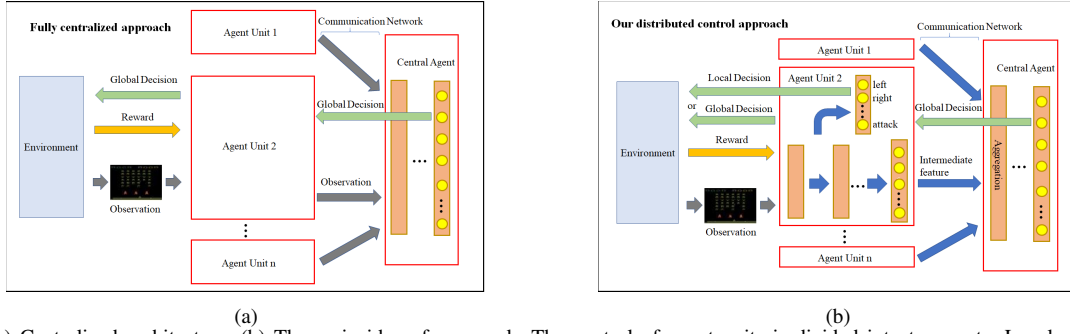 Fully centralized approach
Communication Network
Agent Unit 1
Central Agent
Global Decision
Global Decision
Reward
Environment
Agent Unit 2
Observation
Observation
Agent Unit n
(a)
Our distributed control approach
Communication Network
Agent Unit 1
Local Decision
Agent Unit 2
left
right
attack
Central Agent
or
Global Decision
Global Decision
Reward
Environment
Aggregation
Intermediate
feature
Observation
Agent Unit n
(b)